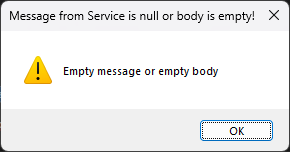 Message from Service is null or body is empty!
Empty message or empty body
OK